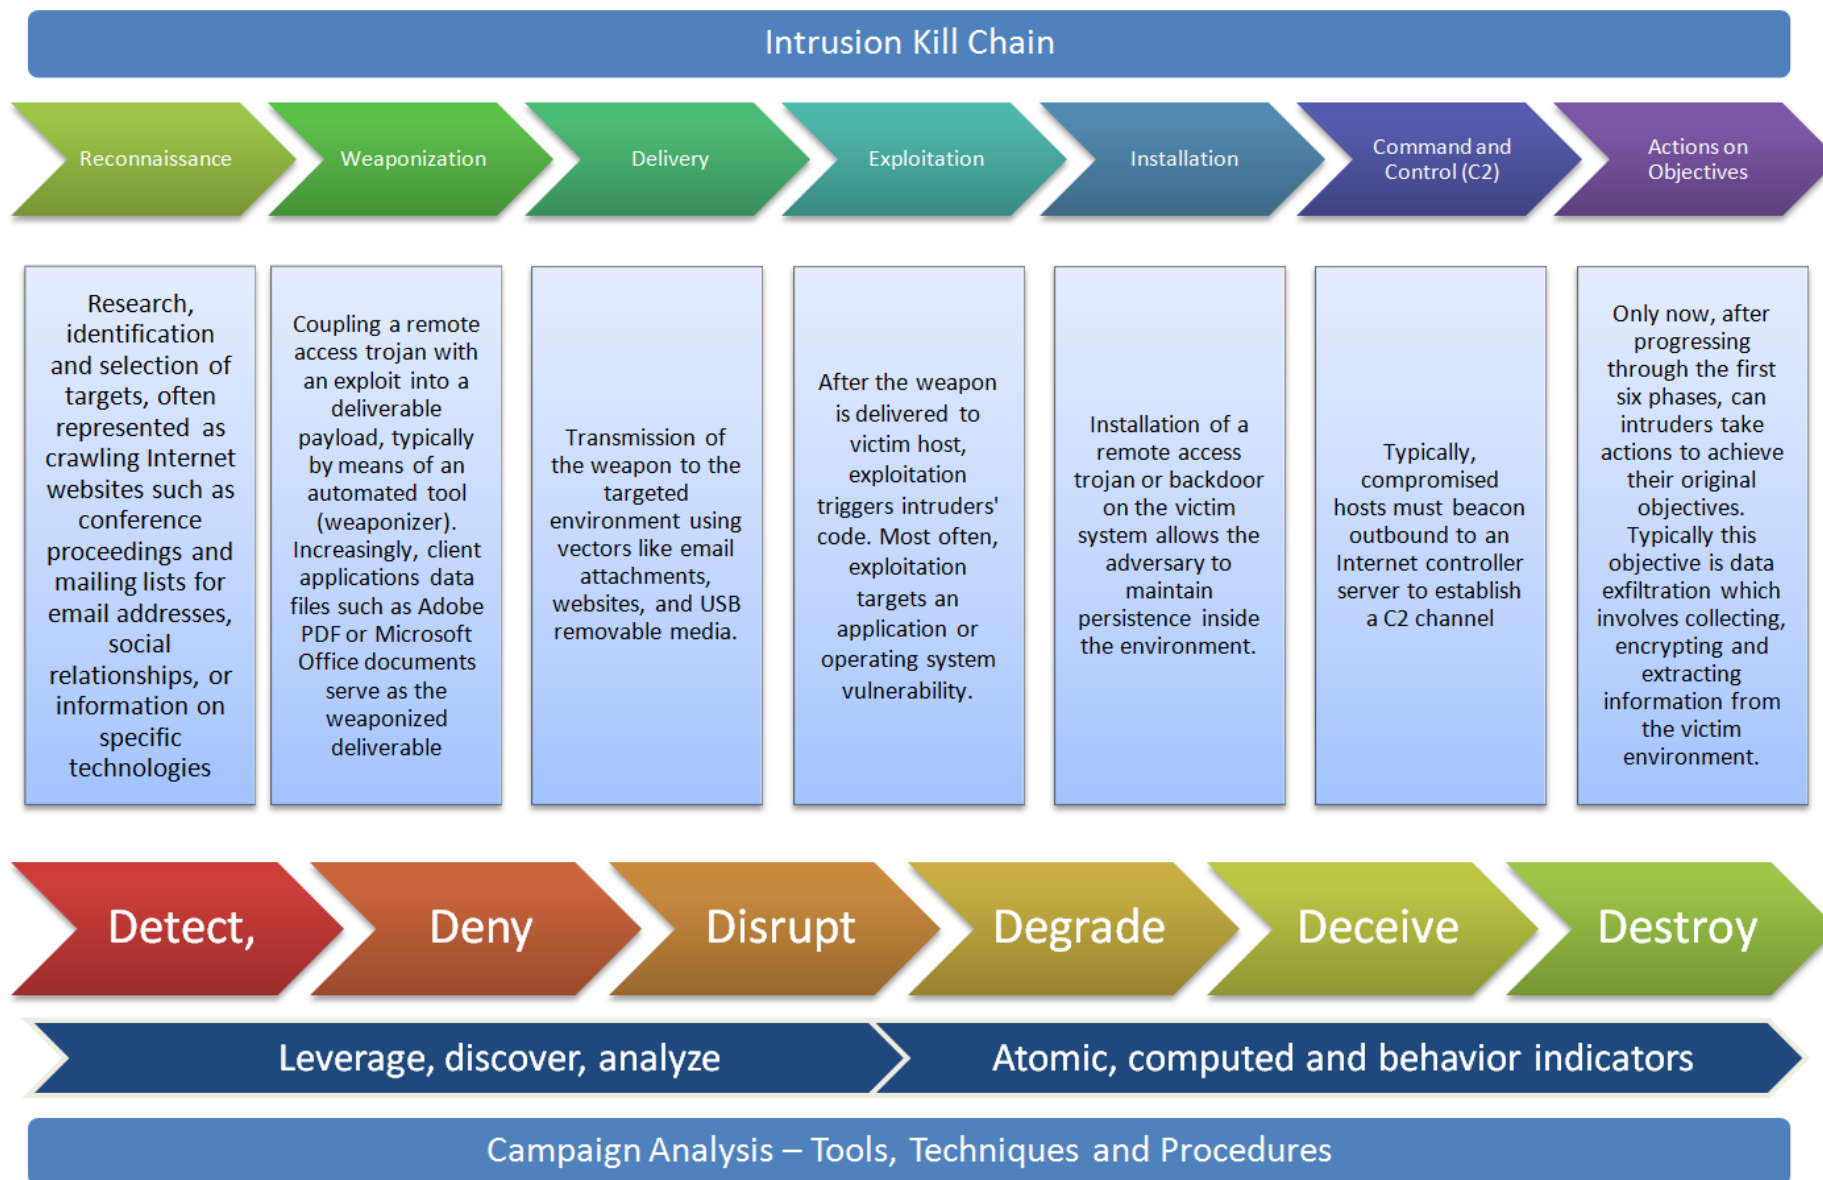 Intrusion Kill Chain
Reconnaissance
Weaponization
Delivery
Exploitation
Installation
Command and
Control (C2)
Actions on
Objectives
Research,
identification
and selection of
targets, often
represented as
crawling Internet
websites such as
conference
proceedings and
mailing lists for
email addresses,
social
relationships, or
information on
specific
technologies
Coupling a remote
access trojan with
an exploit into a
deliverable
payload, typically
by means of an
automated tool
(weaponizer).
Increasingly, client
applications data
files such as Adobe
PDF or Microsoft
Office documents
serve as the
weaponized
deliverable
Transmission of
the weapon to the
targeted
environment using
vectors like email
attachments,
websites, and USB
removable media.
After the weapon
is delivered to
victim host,
exploitation
triggers intruders'
code. Most often,
exploitation
targets an
application or
operating system
vulnerability.
Installation of a
remote access
trojan or backdoor
on the victim
system allows the
adversary to
maintain
persistence inside
the environment.
Typically,
compromised
hosts must beacon
outbound to an
Internet controller
server to establish
a C2 channel
Only now, after
progressing
through the first
six phases, can
intruders take
actions to achieve
their original
objectives.
Typically this
objective is data
exfiltration which
involves collecting,
encrypting and
extracting
information from
the victim
environment.
Detect,
Deny
Disrupt
Degrade
Deceive
Destroy
Leverage, discover, analyze
Atomic, computed and behavior indicators
Campaign Analysis – Tools, Techniques and Procedures